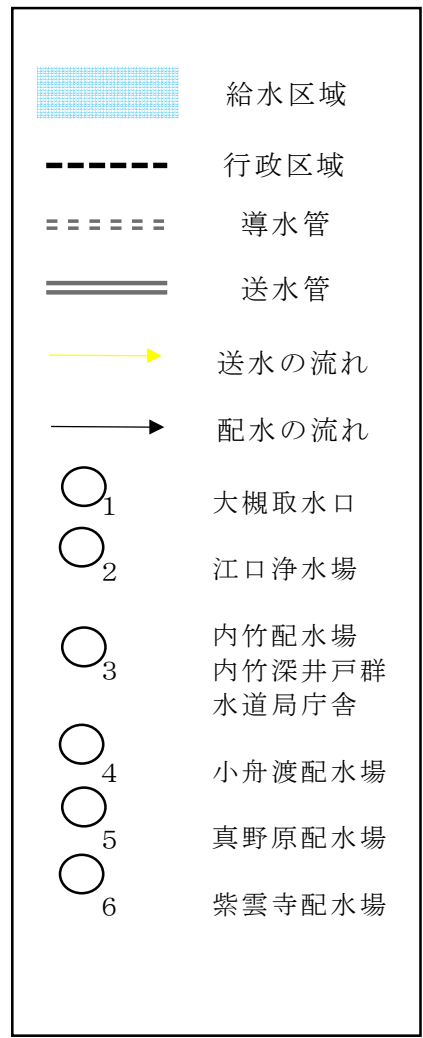 給水区域
行政区域
導水管
送水管
送水の流れ
配水の流れ
1 大槻取水口
2 江口浄水場
3 内竹配水場
内竹深井戸群
水道局庁舎
4 小舟渡配水場
5 真野原配水場
6 紫雲寺配水場